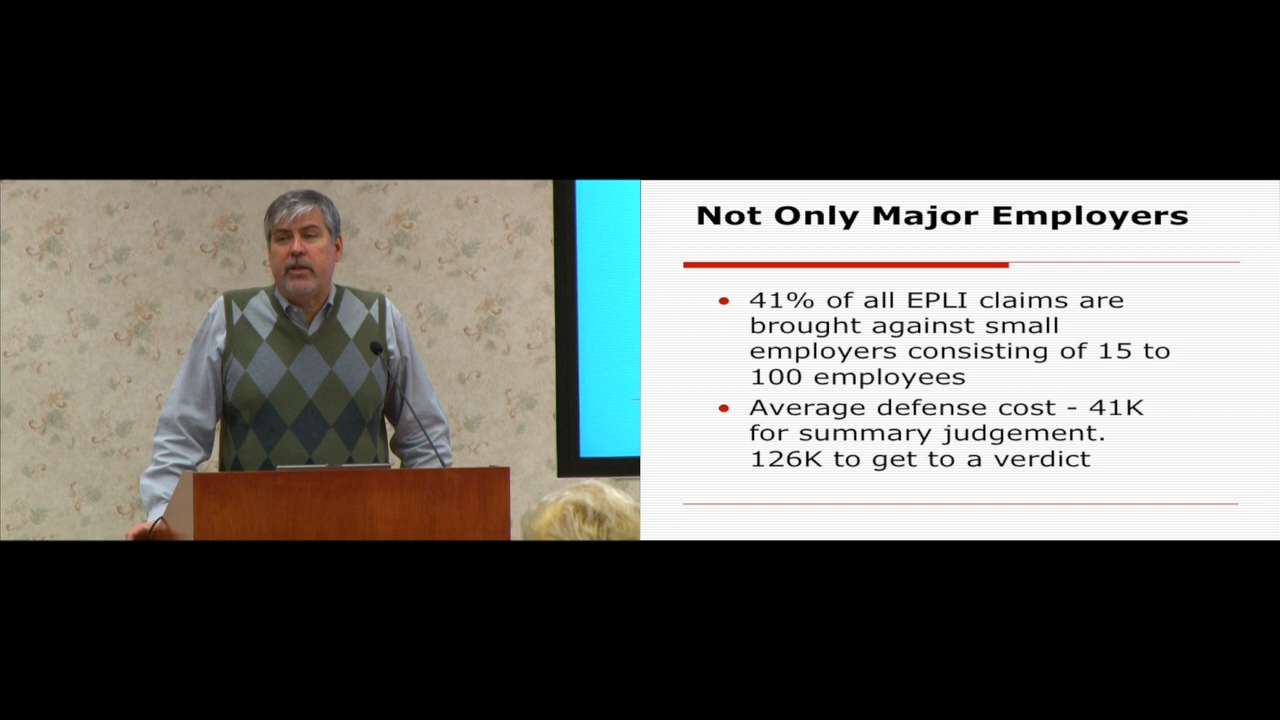 Not Only Major Employers
• 41% of all EPLI claims are
brought against small
employers consisting of 15 to
100 employees
• Average defense cost - 41K
for summary judgement.
126K to get to a verdict